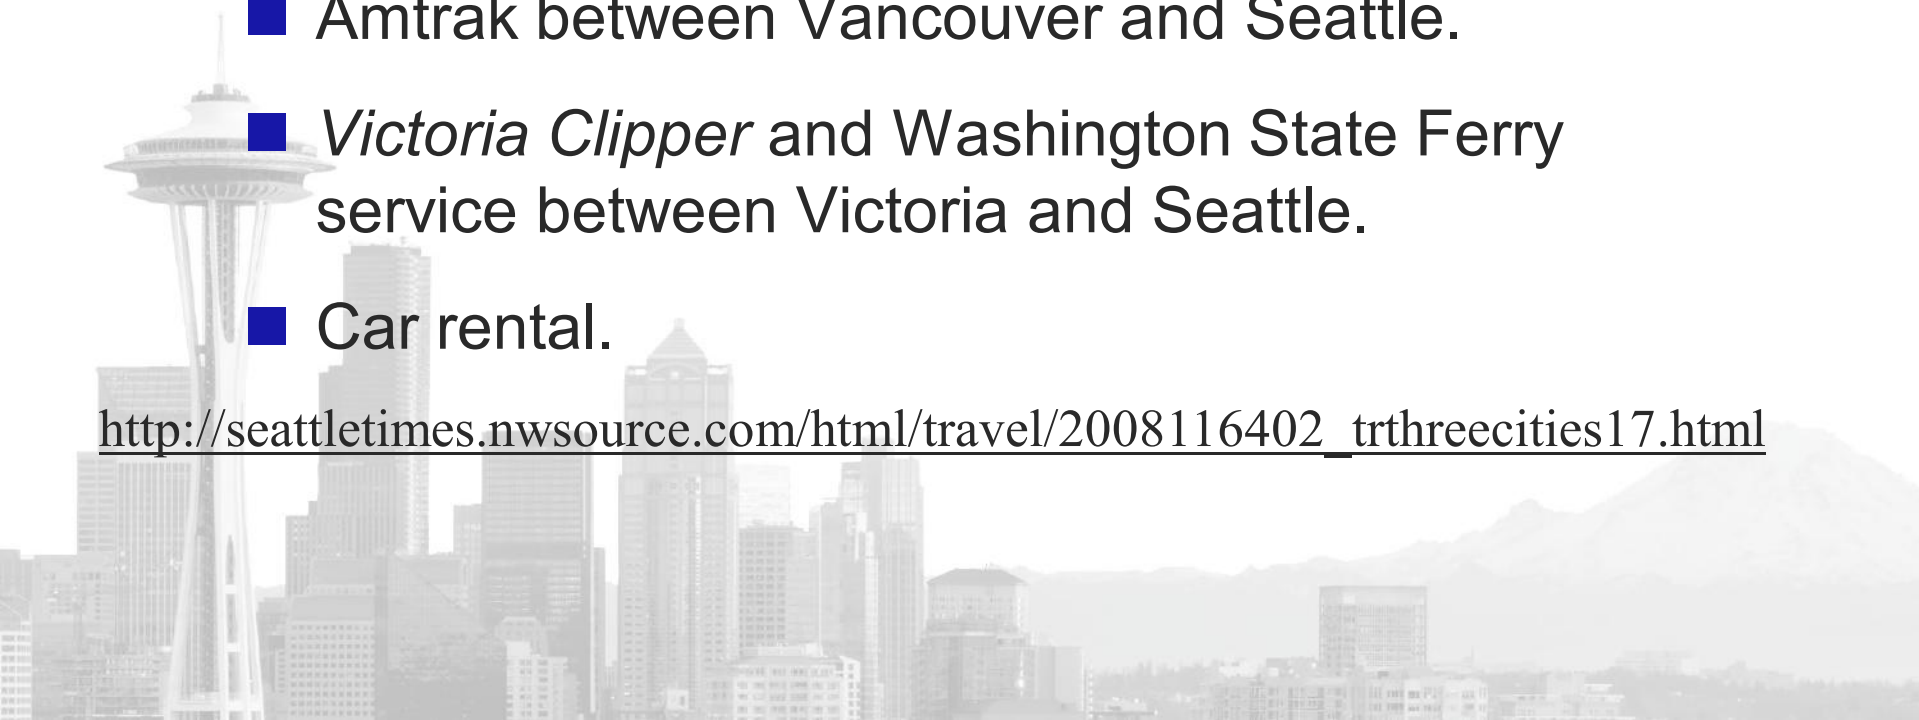 Amtrak between Vancouver and Seattle.
Victoria Clipper and Washington State Ferry
service between Victoria and Seattle.
Car rental.
http://seattletimes.nwsource.com/html/travel/2008116402_trthreecities17.html